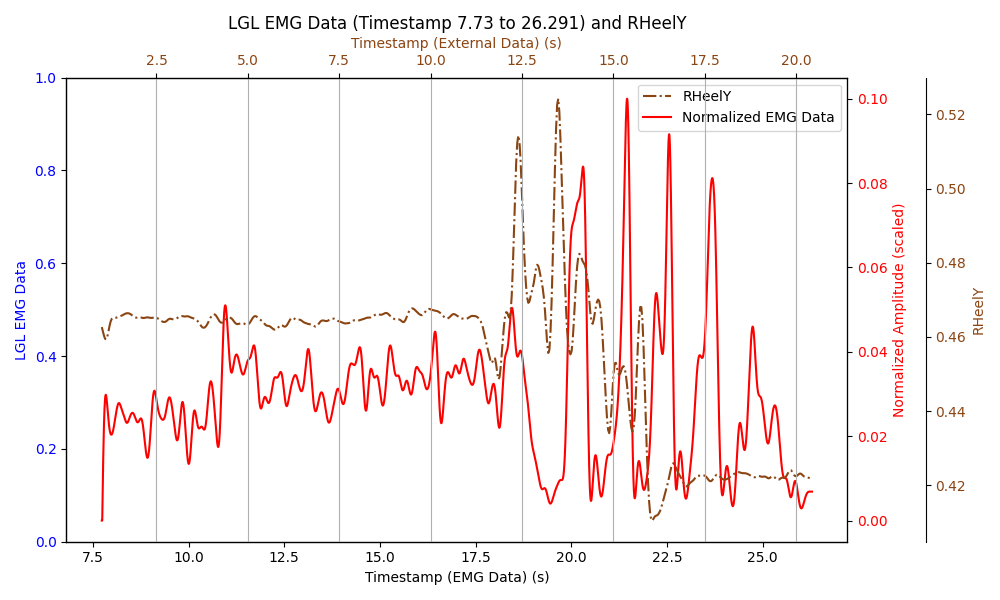 LGL EMG Data (Timestamp 7.73 to 26.291) and RHeelY
Timestamp (External Data) (s)
2.5 5.0 7.5 10.0 12.5 15.0 17.5 20.0
RHeelY
Normalized EMG Data
1.0
0.8
0.6
0.4
0.2
0.0
LGL EMG Data
0.10
0.08
0.06
0.04
0.02
0.00
Normalized Amplitude (scaled)
0.52
0.50
0.48
0.46
0.44
0.42
RHeelY
7.5 10.0 12.5 15.0 17.5 20.0 22.5 25.0
Timestamp (EMG Data) (s)